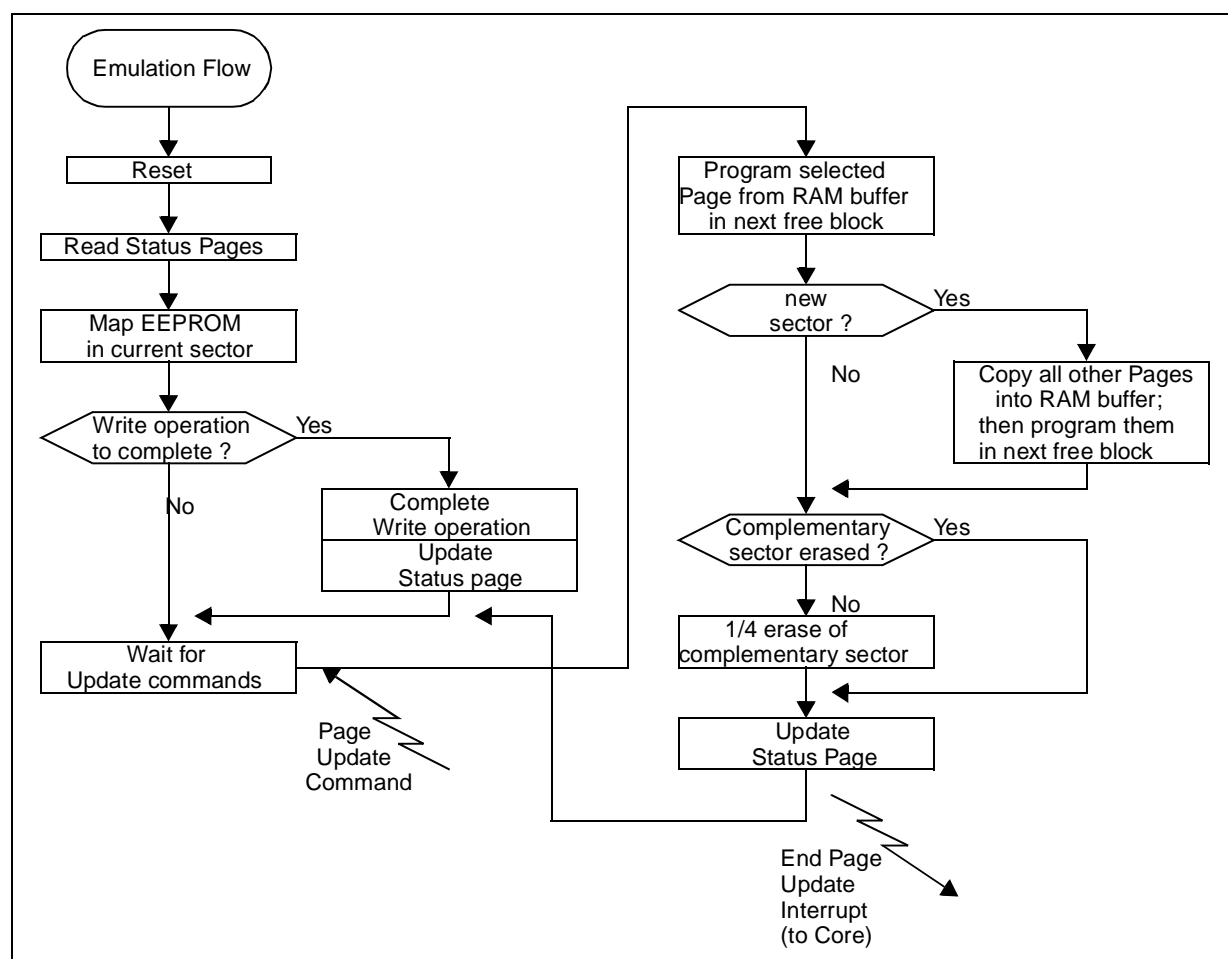 Emulation Flow
Reset
Read Status Pages
Map EEPROM
in current sector
Write operation
to complete ?
Yes
No
Complete
Write operation
Update
Status page
Wait for
Update commands
Page
Update
Command
Program selected
Page from RAM buffer
in next free block
new
sector ?
Yes
No
Copy all other Pages
into RAM buffer;
then program them
in next free block
Complementary
sector erased ?
Yes
No
1/4 erase of
complementary sector
Update
Status Page
End Page
Update
Interrupt
(to Core)